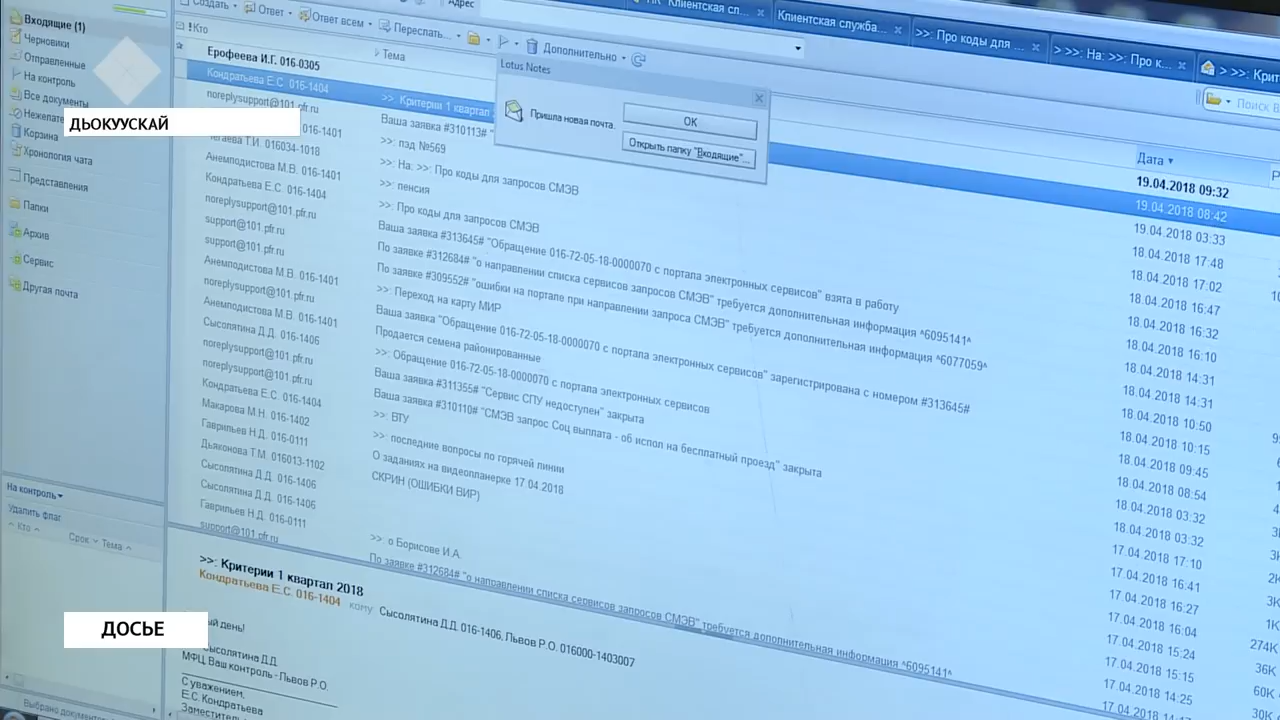 Создать
Ответ
Ответ всем
Переслать...
Адрес
Клиентская сл...
Клиентская служба...
>>: Про коды для ...
> >>: На: >>: Про к...
Дополнительно
Входящие (1)
Черновики
Отправленные
На контроль
Все документы
Корзина
Хронология чата
Представления
Папки
Архив
Сервис
Другая почта
ДЬОКУУСКАЙ
!Кто
Тема
Дата
Lotus Notes
Пришла новая почта.
OK
Открыть папку "Входящие"...
Ерофеева И.Г. 016-0305
19.04.2018 09:32
Кондратьева Е.С. 016-1404
>>: Критерии 1 квартал
19.04.2018 08:42
noreplysupport@101.pfr.ru
Ваша заявка #310113# "
19.04.2018 03:33
016-1401
>>: пзд №569
18.04.2018 17:48
Т.И. 016034-1018
>>: На: >>: Про коды для запросов СМЭВ
18.04.2018 17:02
Анемподистова М.В. 016-1401
>>: пенсия
18.04.2018 16:47
Кондратьева Е.С. 016-1404
>>: Про коды для запросов СМЭВ
18.04.2018 16:32
noreplysupport@101.pfr.ru
Ваша заявка #313645# "Обращение 016-72-05-18-0000070 с портала электронных сервисов" взята в работу
18.04.2018 16:10
support@101.pfr.ru
По заявке #312684# "о направлении списка сервисов запросов СМЭВ" требуется дополнительная информация ^6095141^
18.04.2018 14:31
support@101.pfr.ru
По заявке #309552# "ошибки на портале при направлении запроса СМЭВ" требуется дополнительная информация ^6077059^
18.04.2018 14:31
Анемподистова М.В. 016-1401
>>: Переход на карту МИР
18.04.2018 10:50
noreplysupport@101.pfr.ru
Ваша заявка "Обращение 016-72-05-18-0000070 с портала электронных сервисов" зарегистрирована с номером #313645#
18.04.2018 10:15
Анемподистова М.В. 016-1401
Продается семена районированные
18.04.2018 09:45
Сысолятина Д.Д. 016-1406
>>: Обращение 016-72-05-18-0000070 с портала электронных сервисов
18.04.2018 08:54
noreplysupport@101.pfr.ru
Ваша заявка #311355# "Сервис СПУ недоступен" закрыта
18.04.2018 03:32
noreplysupport@101.pfr.ru
Ваша заявка #310110# "СМЭВ запрос Соц выплата - об испол на бесплатный проезд" закрыта
18.04.2018 03:32
Кондратьева Е.С. 016-1404
>>: ВТУ
17.04.2018 17:10
Макарова М.Н. 016-1402
>>: последние вопросы по горячей линии
17.04.2018 16:41
Гаврильев Н.Д. 016-0111
О заданиях на видеопланерке 17.04.2018
17.04.2018 16:27
Дьяконова Т.М. 016013-1102
СКРИН (ОШИБКИ ВИР)
17.04.2018 16:04
Сысолятина Д.Д. 016-1406
17.04.2018 15:24
274K
Сысолятина Д.Д. 016-1406
17.04.2018 15:15
36K
Гаврильев Н.Д. 016-0111
>>: о Борисове И.А.
17.04.2018 14:25
60K
support@101.pfr.ru
По заявке #312684# "о направлении списка сервисов запросов СМЭВ" требуется дополнительная информация ^6095141^
30K
На контроль
Удалить флаг
Кто
Срок
Тема
>>: Критерии 1 квартал 2018
Кондратьева Е.С. 016-1404
кому
Сысолятина Д.Д. 016-1406, Львов Р.О. 016000-1403007
день!
Сысолятина Д.Д.
МФЦ, Ваш контроль - Львов Р.О.
С уважением,
Е.С. Кондратьева
ДОСЬЕ